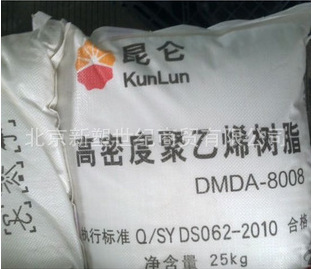 昆仑
KunLun
高密度聚乙烯树脂
DMDA-8008
执行标准 Q/SY DS062-2010 合格
净含量 25kg